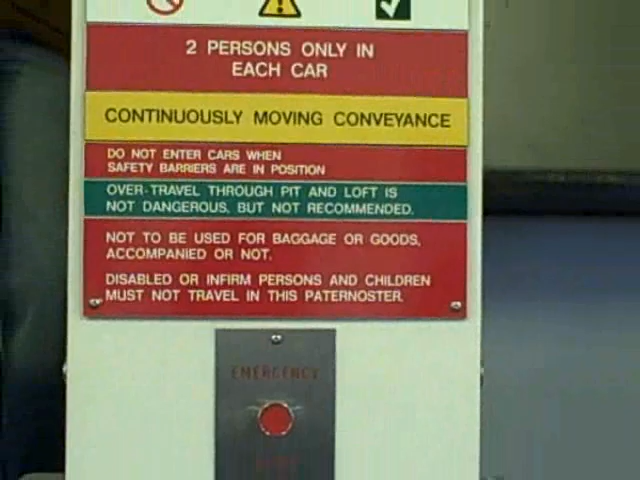 2 PERSONS ONLY IN
EACH CAR
CONTINUOUSLY MOVING CONVEYANCE
DO NOT ENTER CARS WHEN
SAFETY BARRIERS ARE IN POSITION
OVER-TRAVEL THROUGH PIT AND LOFT IS
NOT DANGEROUS, BUT NOT RECOMMENDED.
NOT TO BE USED FOR BAGGAGE OR GOODS,
ACCOMPANIED OR NOT.
DISABLED OR INFIRM PERSONS AND CHILDREN
MUST NOT TRAVEL IN THIS PATERNOSTER.
EMERGENCY